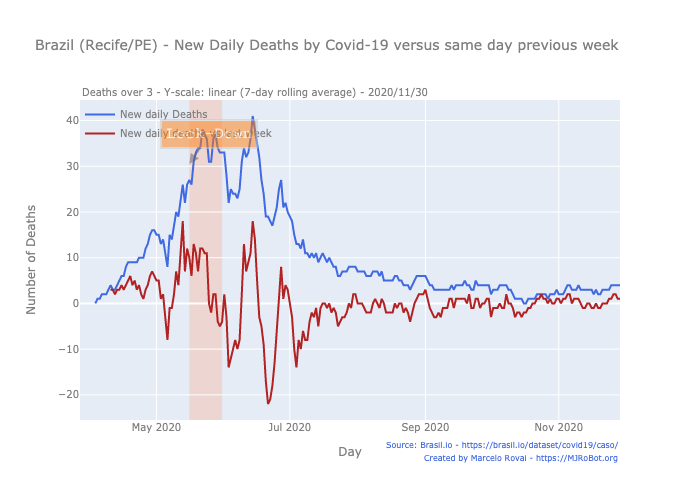 Brazil (Recife/PE) - New Daily Deaths by Covid-19 versus same day previous week
Deaths over 3 - Y-scale: linear (7-day rolling average) - 2020/11/30
New daily Deaths
New daily week
Number of Deaths
40
30
20
10
0
−10
−20
May 2020
Jul 2020
Sep 2020
Nov 2020
Day
Source: Brasil.io - https://brasil.io/dataset/covid19/caso/
Created by Marcelo Rovai - https://MJRoBot.org